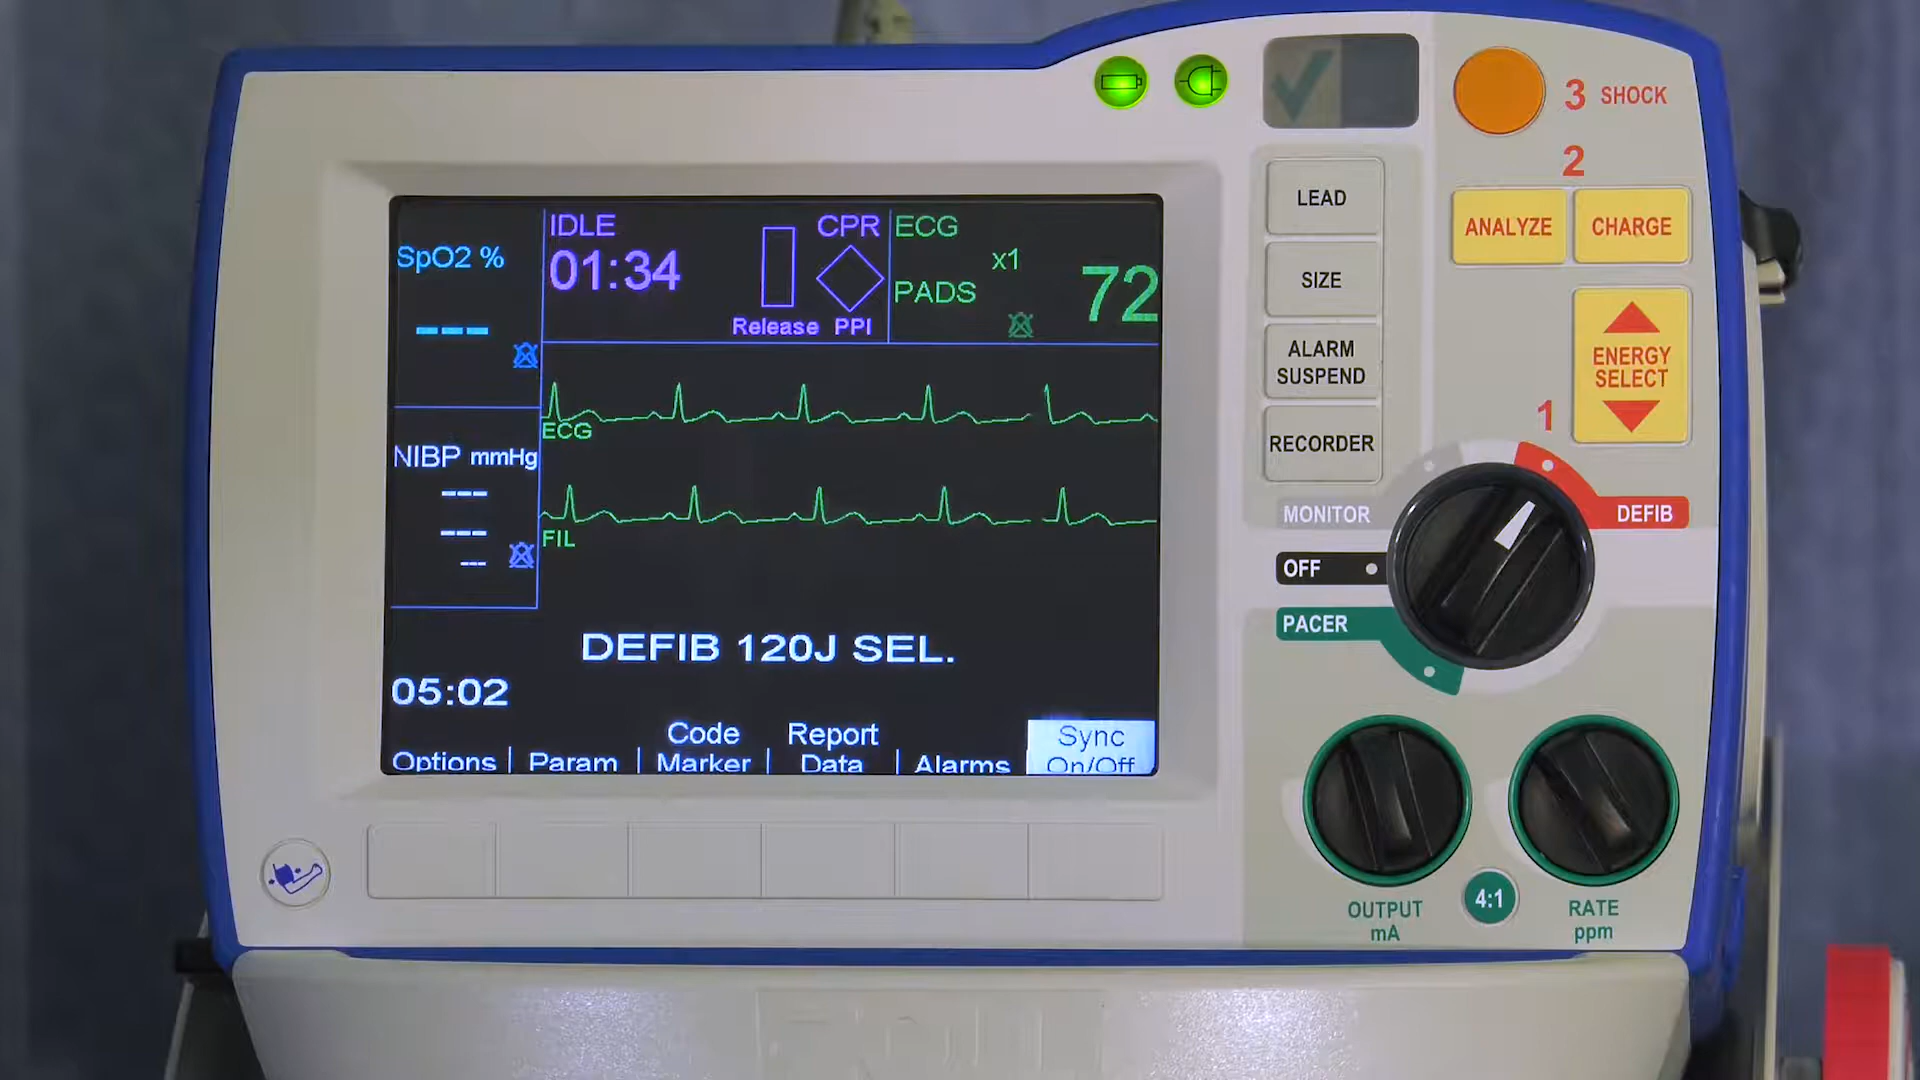 SpO2 %
---
IDLE
01:34
Release
CPR
PPI
ECG
x1
PADS
72
ECG
NIBP mmHg
---
---
--
FIL
DEFIB 120J SEL.
05:02
Options
Param
Code
Marker
Report
Data
Alarms
Sync
On/Off
3 SHOCK
2
LEAD
ANALYZE
CHARGE
SIZE
ALARM
SUSPEND
ENERGY
SELECT
1
RECORDER
MONITOR
DEFIB
OFF
PACER
OUTPUT
mA
4:1
RATE
ppm